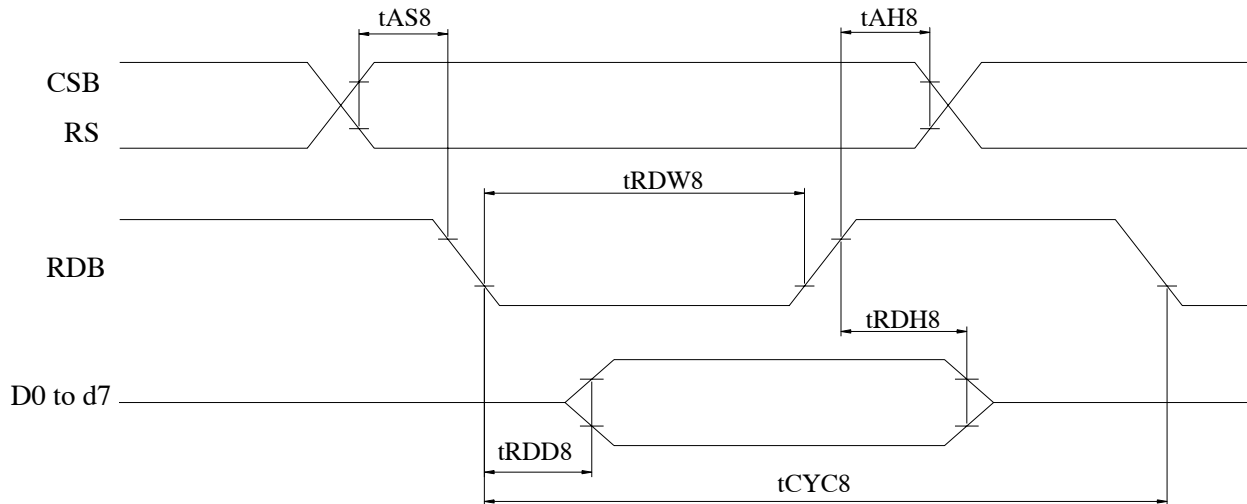 tAS8
tAH8
CSB
RS
tRDW8
RDB
tRDH8
D0 to d7
tRDD8
tCYC8